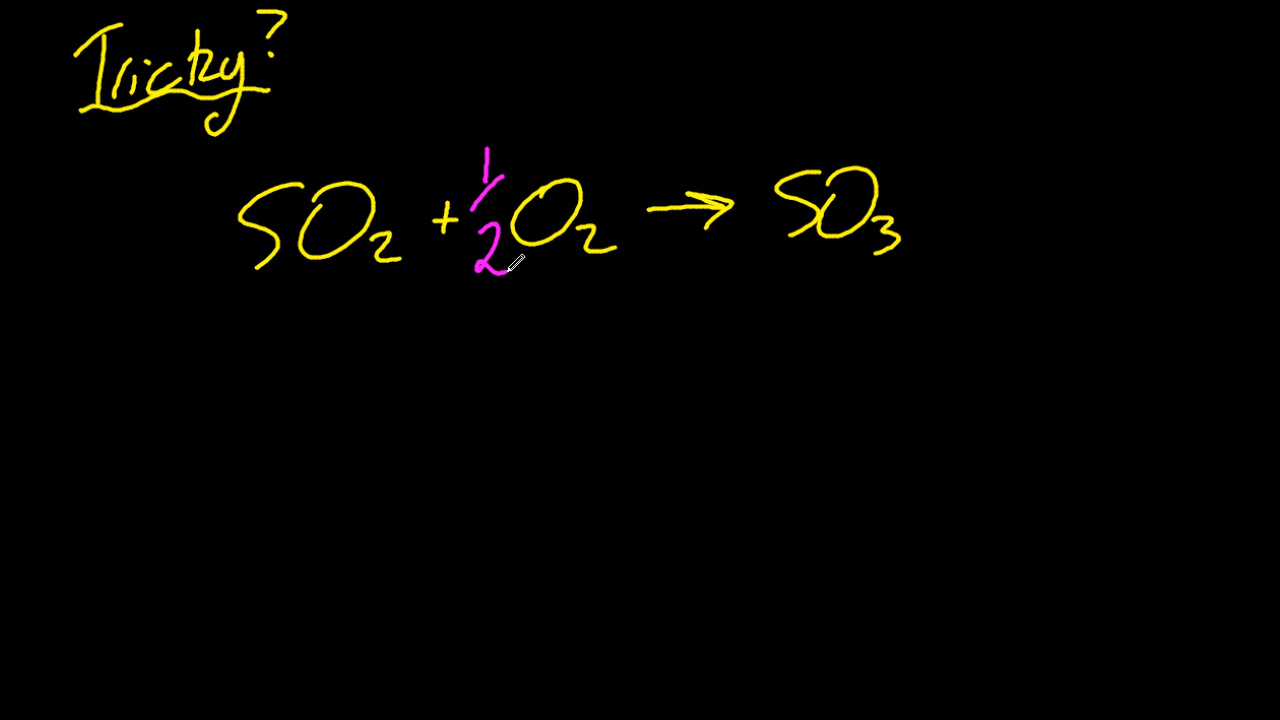 Tricky?
SO₂ + 1/2 O₂ → SO₃